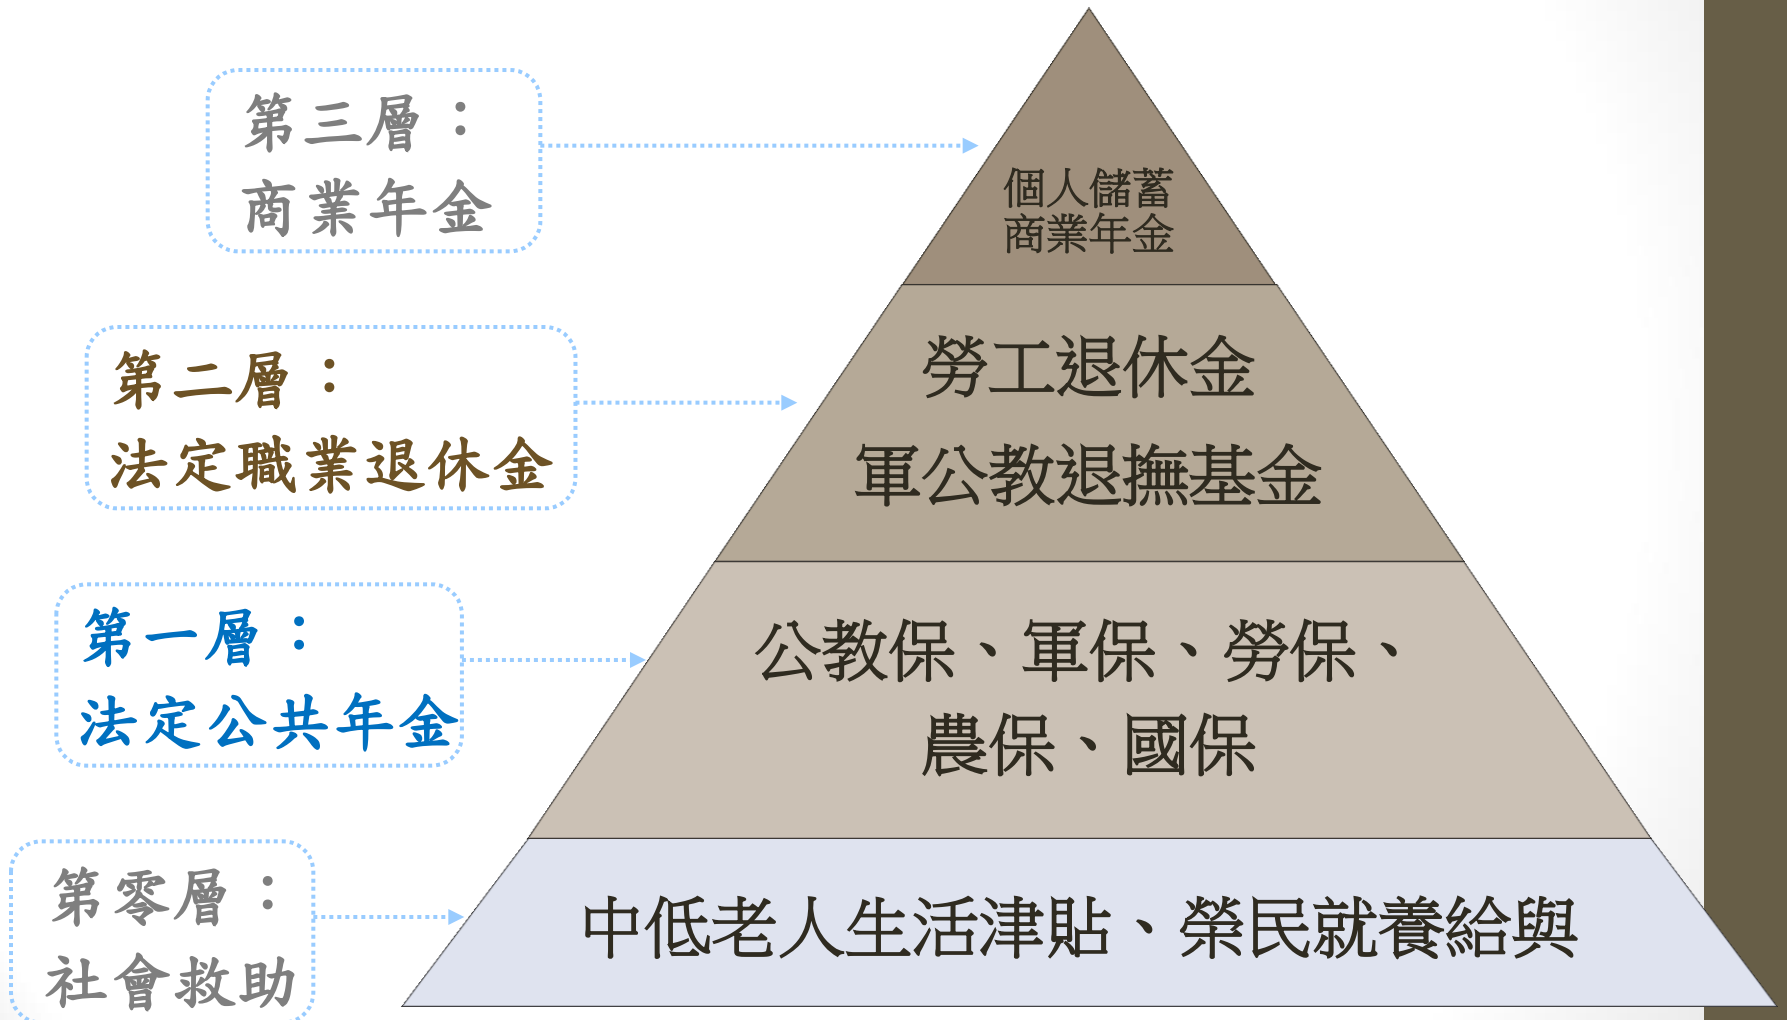 第三層：
商業年金
個人儲蓄
商業年金
第二層：
法定職業退休金
勞工退休金
軍公教退撫基金
第一層：
法定公共年金
公教保、軍保、勞保、
農保、國保
第零層：
社會救助
中低老人生活津貼、榮民就養給與